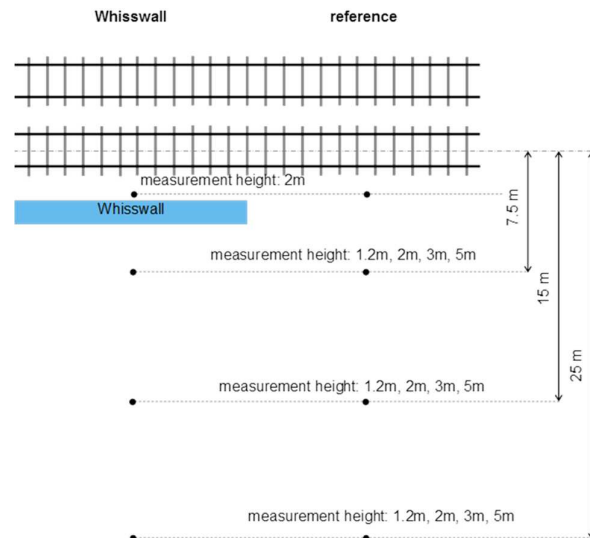 Whisswall reference
measurement height: 2m
Whisswall
7.5 m
measurement height: 1.2m, 2m, 3m, 5m
15 m
25 m
measurement height: 1.2m, 2m, 3m, 5m
measurement height: 1.2m, 2m, 3m, 5m